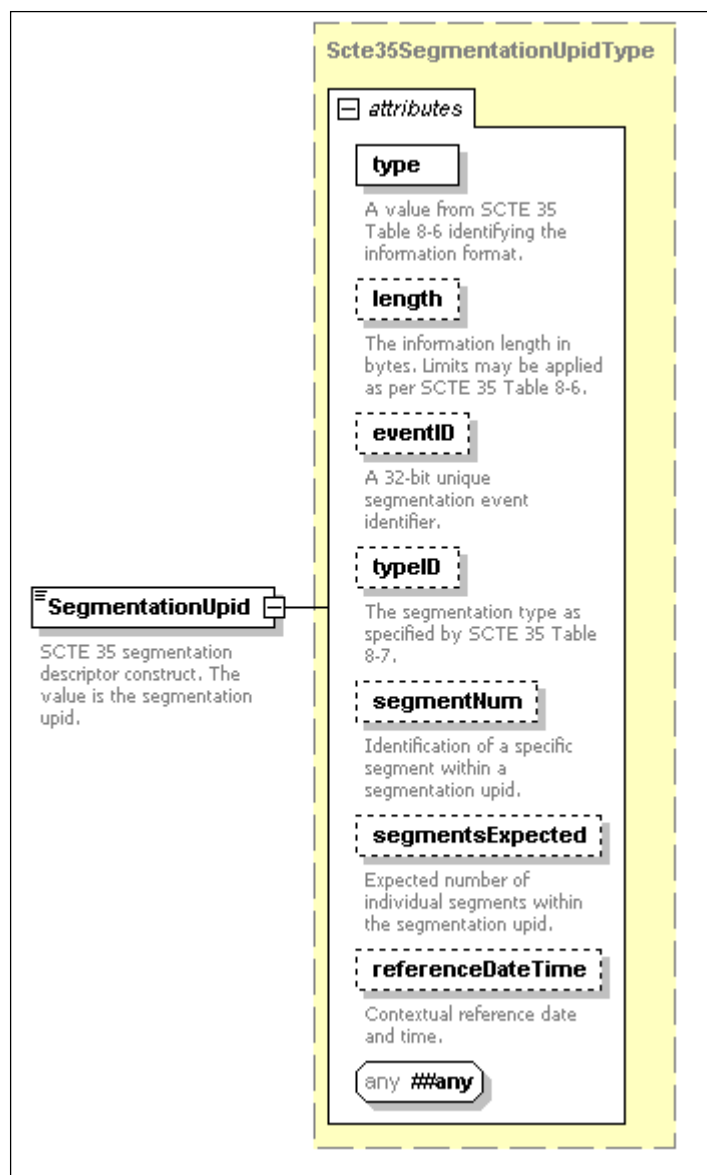 Scte35SegmentationUpidType
attributes
type
A value from SCTE 35
Table 8-6 identifying the
information format.
length
The information length in
bytes. Limits may be applied
as per SCTE 35 Table 8-6.
eventID
A 32-bit unique
segmentation event
identifier.
typeID
The segmentation type as
specified by SCTE 35 Table
8-7.
SegmentationUpid
SCTE 35 segmentation
descriptor construct. The
value is the segmentation
upid.
segmentNum
Identification of a specific
segment within a
segmentation upid.
segmentsExpected
Expected number of
individual segments within
the segmentation upid.
referenceDateTime
Contextual reference date
and time.
any ##any